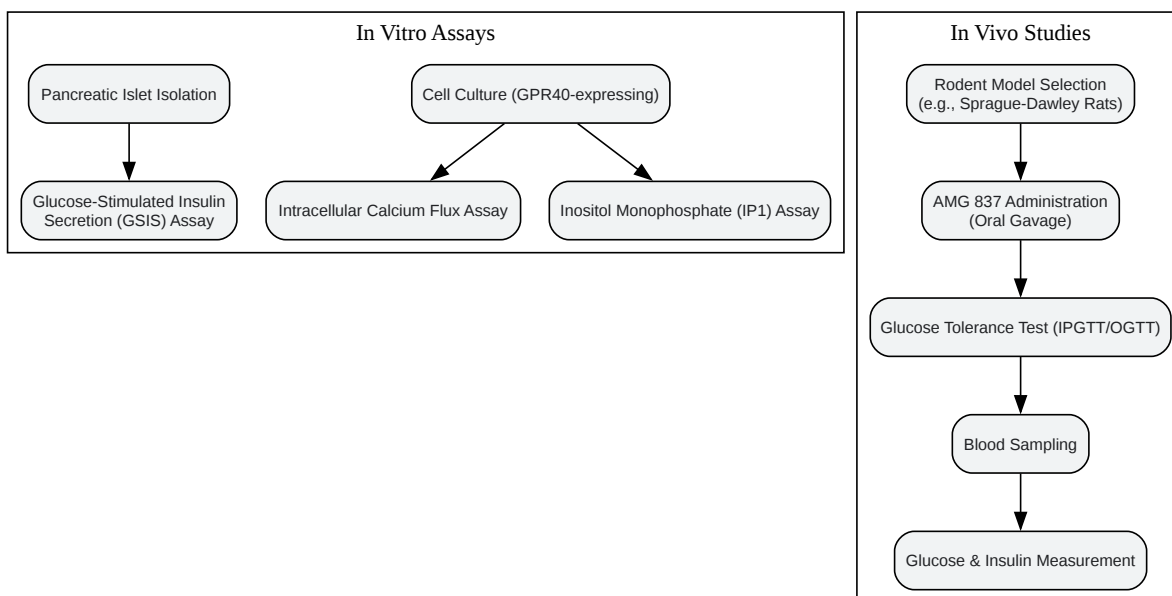 In Vitro Assays
Pancreatic Islet Isolation
Cell Culture (GPR40-expressing)
Glucose-Stimulated Insulin
Secretion (GSIS) Assay
Intracellular Calcium Flux Assay
Inositol Monophosphate (IP1) Assay
In Vivo Studies
Rodent Model Selection
(e.g., Sprague-Dawley Rats)
AMG 837 Administration
(Oral Gavage)
Glucose Tolerance Test (IPGTT/OGTT)
Blood Sampling
Glucose & Insulin Measurement